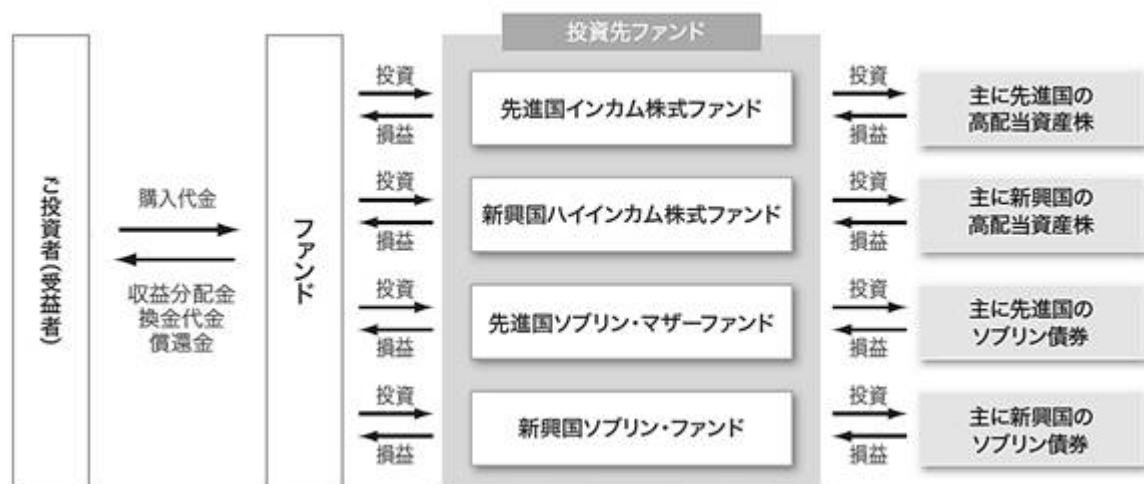 投資先ファンド
ご投資者(受益者)
購入代金
収益分配金
換金代金
償還金
ファンド
投資
損益
先進国インカム株式ファンド
投資
損益
主に先進国の
高配当資産株
投資
損益
新興国ハイインカム株式ファンド
投資
損益
主に新興国の
高配当資産株
投資
損益
先進国ソブリン・マザーファンド
投資
損益
主に先進国の
ソブリン債券
投資
損益
新興国ソブリン・ファンド
投資
損益
主に新興国の
ソブリン債券